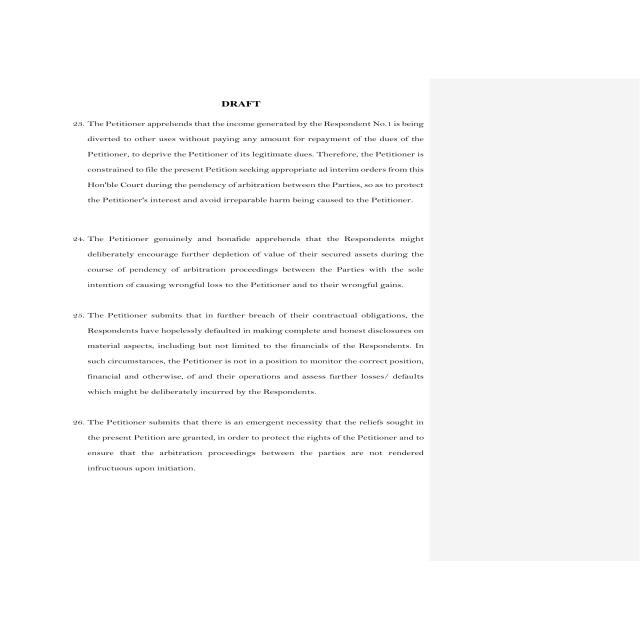 DRAFT
23. The Petitioner apprehends that the income generated by the Respondent No.1 is being
diverted to other uses without paying any amount for repayment of the dues of the
Petitioner, to deprive the Petitioner of its legitimate dues. Therefore, the Petitioner is
constrained to file the present Petition seeking appropriate ad interim orders from this
Hon'ble Court during the pendency of arbitration between the Parties, so as to protect
the Petitioner's interest and avoid irreparable harm being caused to the Petitioner.
24. The Petitioner genuinely and bonafide apprehends that the Respondents might
deliberately encourage further depletion of value of their secured assets during the
course of pendency of arbitration proceedings between the Parties with the sole
intention of causing wrongful loss to the Petitioner and to their wrongful gains.
25. The Petitioner submits that in further breach of their contractual obligations, the
Respondents have hopelessly defaulted in making complete and honest disclosures on
material aspects, including but not limited to the financials of the Respondents. In
such circumstances, the Petitioner is not in a position to monitor the correct position,
financial and otherwise, of and their operations and assess further losses/ defaults
which might be deliberately incurred by the Respondents.
26. The Petitioner submits that there is an emergent necessity that the reliefs sought in
the present Petition are granted, in order to protect the rights of the Petitioner and to
ensure that the arbitration proceedings between the parties are not rendered
infructuous upon initiation.